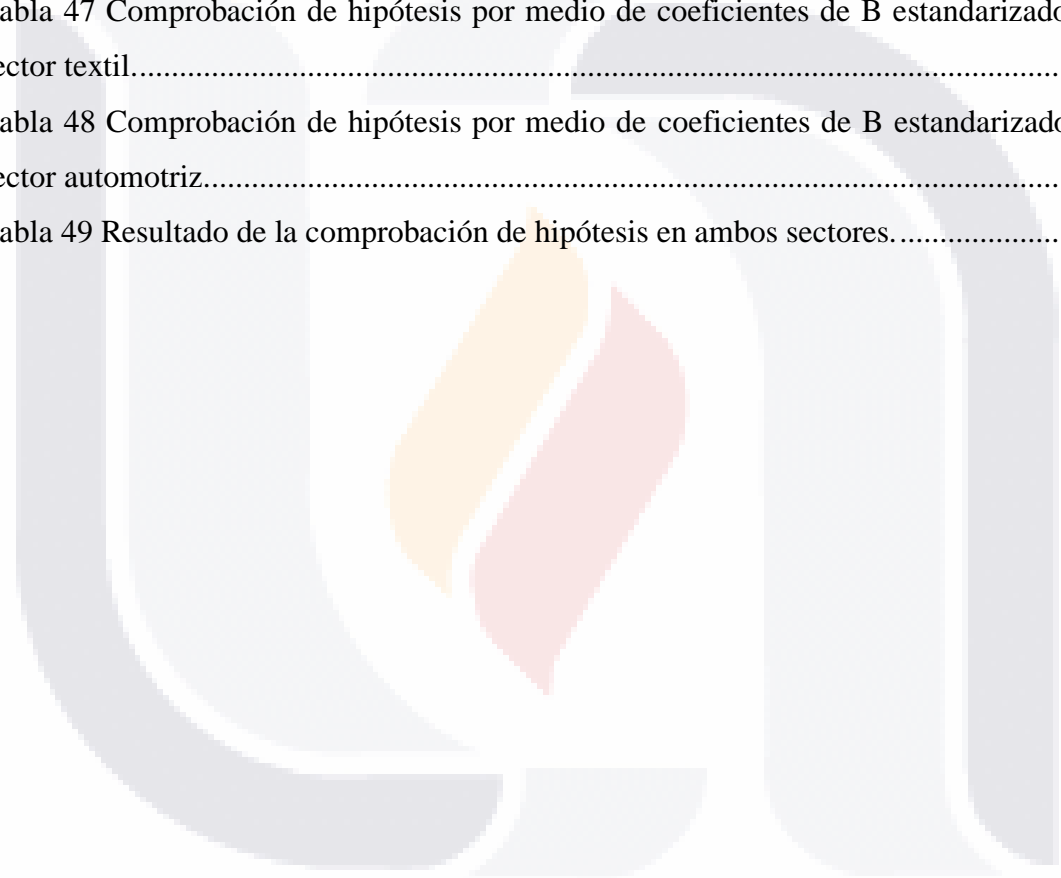 abla 47 Comprobación de hipótesis por medio de coeficientes de B estandarizado
ector textil.....................................................................................................................
abla 48 Comprobación de hipótesis por medio de coeficientes de B estandarizado
ector automotriz............................................................................................................
abla 49 Resultado de la comprobación de hipótesis en ambos sectores.....................